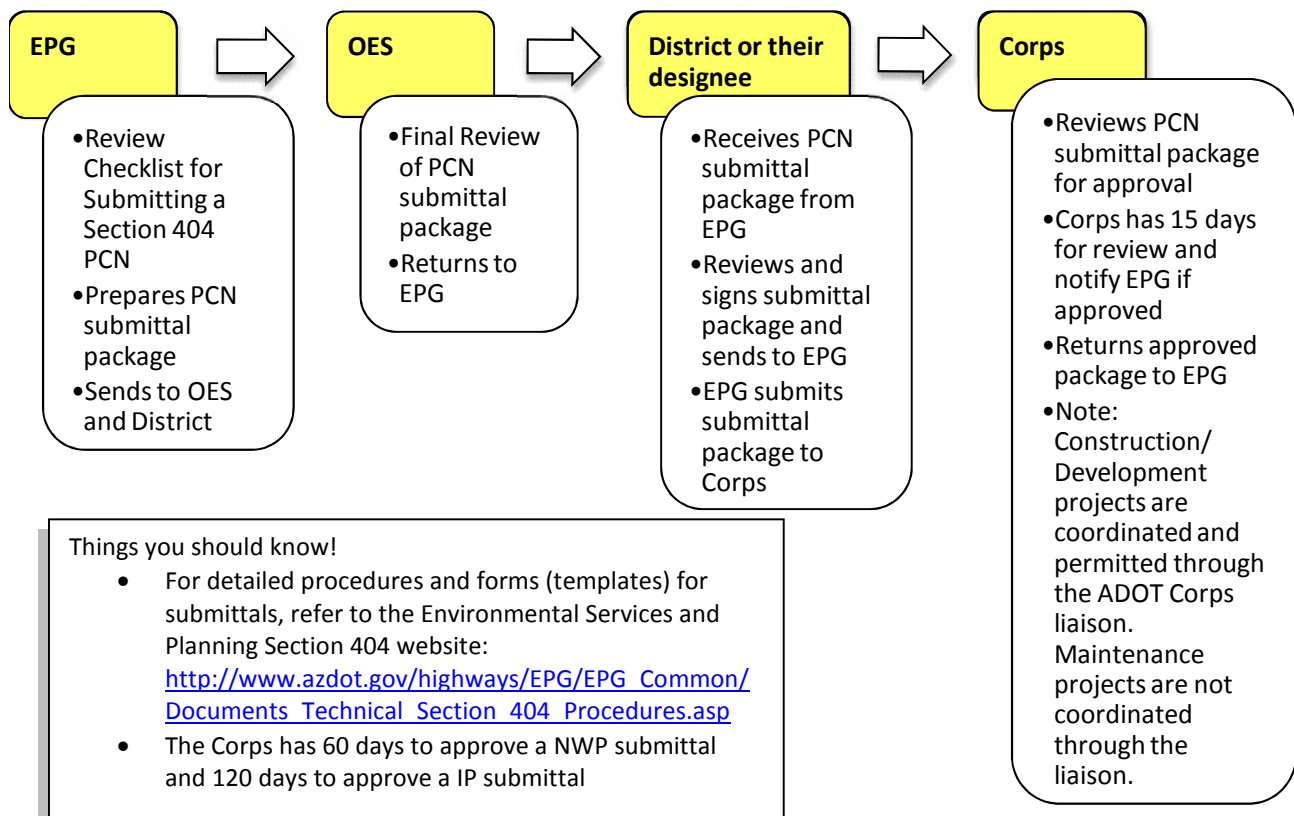 EPG
•Review
Checklist for
Submitting a
Section 404
PCN
•Prepares PCN
submittal
package
•Sends to OES
and District
OES
•Final Review
of PCN
submittal
package
•Returns to
EPG
District or their
designee
•Receives PCN
submittal
package from
EPG
•Reviews and
signs submittal
package and
sends to EPG
•EPG submits
submittal
package to
Corps
Corps
•Reviews PCN
submittal package
for approval
•Corps has 15 days
for review and
notify EPG if
approved
•Returns approved
package to EPG
•Note:
Construction/
Development
projects are
coordinated and
permitted through
the ADOT Corps
liaison.
Maintenance
projects are not
coordinated
through the
liaison.
Things you should know!
• For detailed procedures and forms (templates) for
submittals, refer to the Environmental Services and
Planning Section 404 website:
http://www.azdot.gov/highways/EPG/EPG_Common/
Documents_Technical_Section_404_Procedures.asp
• The Corps has 60 days to approve a NWP submittal
and 120 days to approve a IP submittal